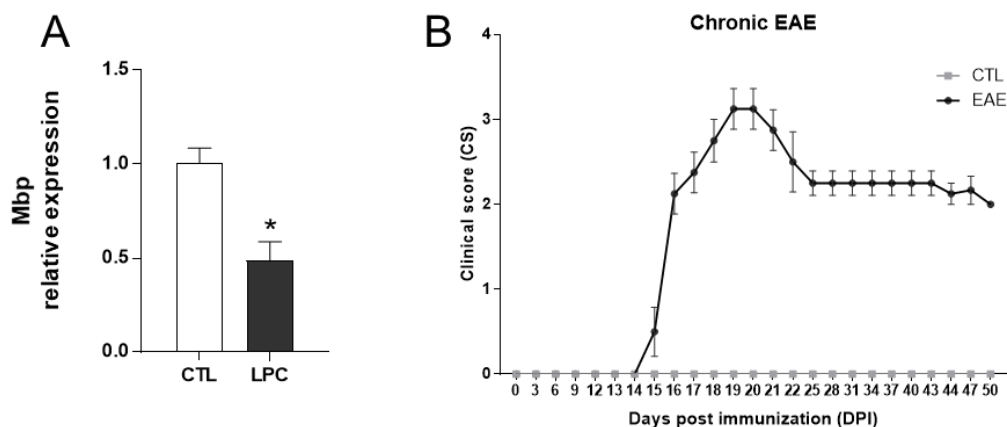 A
Mbp
relative expression
1.5
1.0
0.5
0.0
*
CTL
LPC
B
Chronic EAE
CTL
EAE
Clinical score (CS)
4
3
2
1
0
0 3 6 9 12 13 14 15 16 17 18 19 20 21 22 25 28 31 34 37 40 43 44 47 50
Days post immunization (DPI)